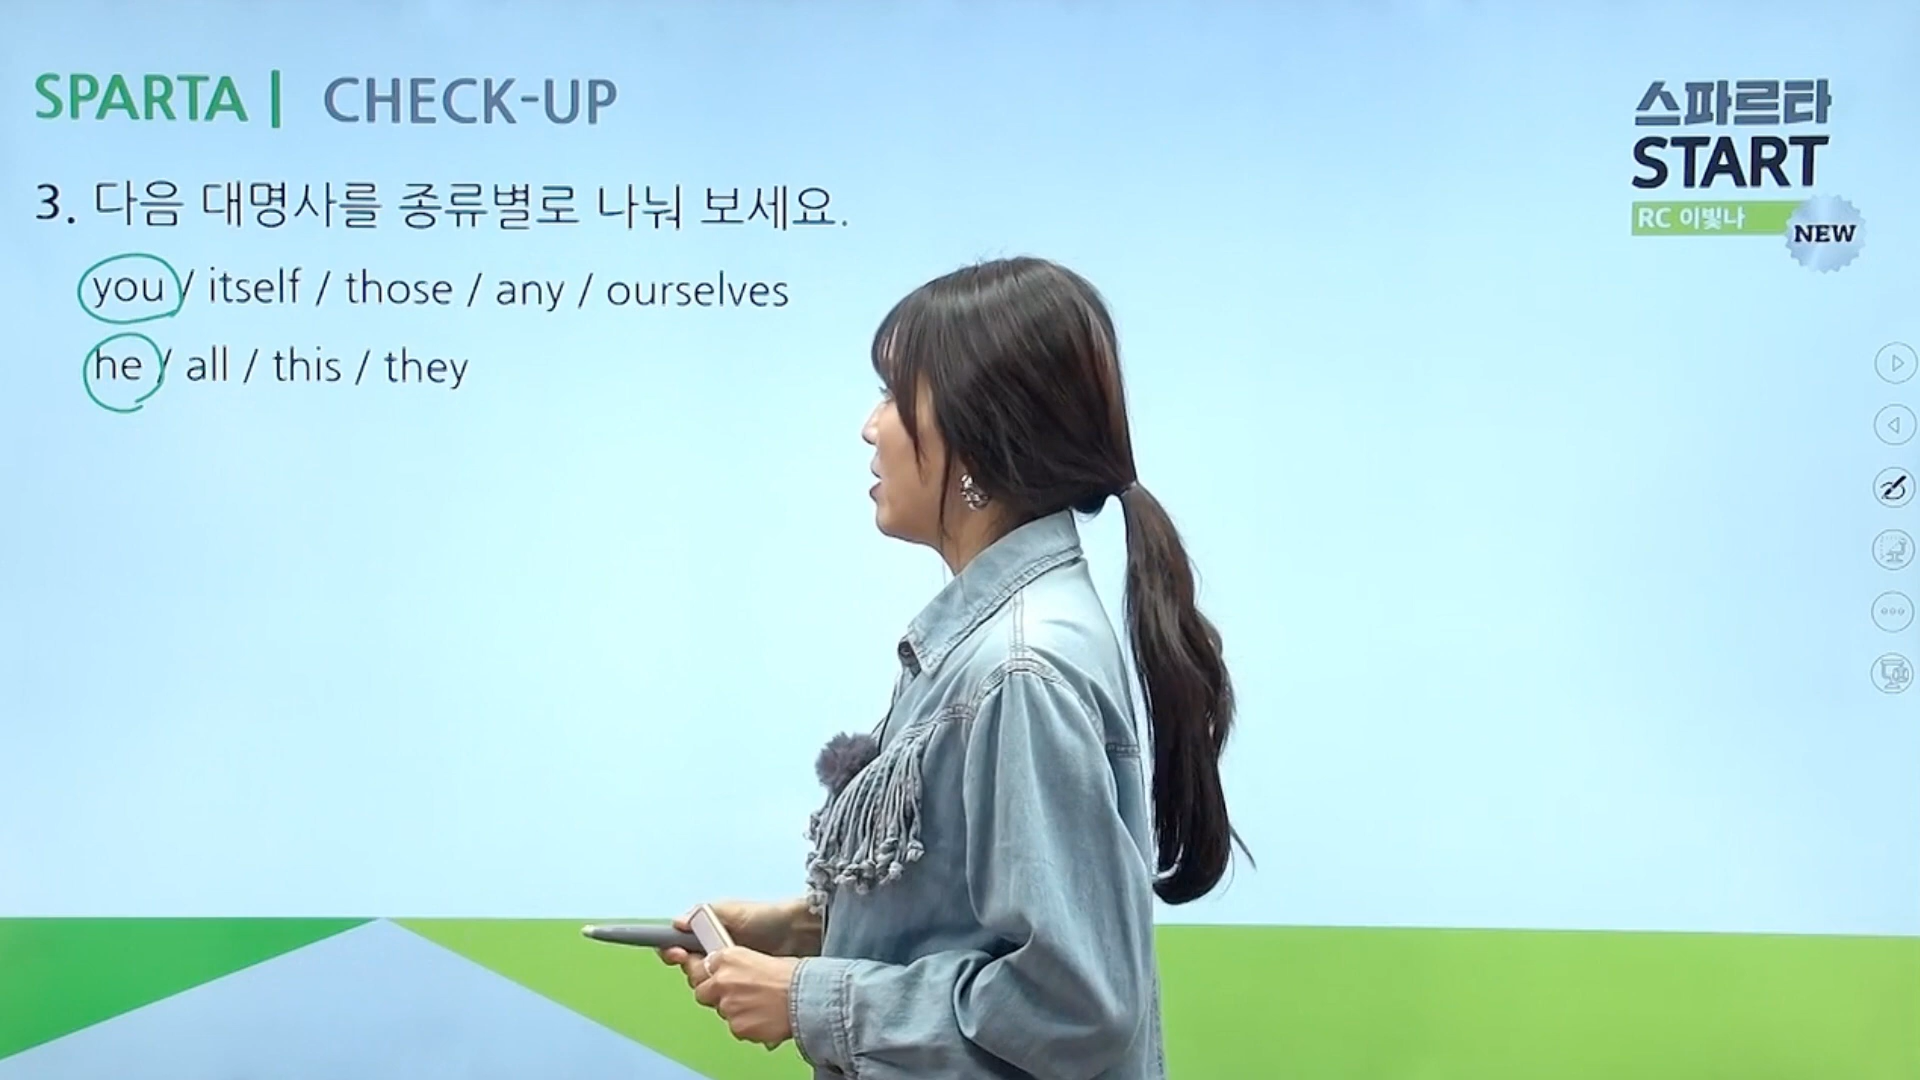 SPARTA | CHECK-UP
3. 다음 대명사를 종류별로 나눠 보세요.
you / itself / those / any / ourselves
he / all / this / they
스파르타
START
RC 이빛나
NEW